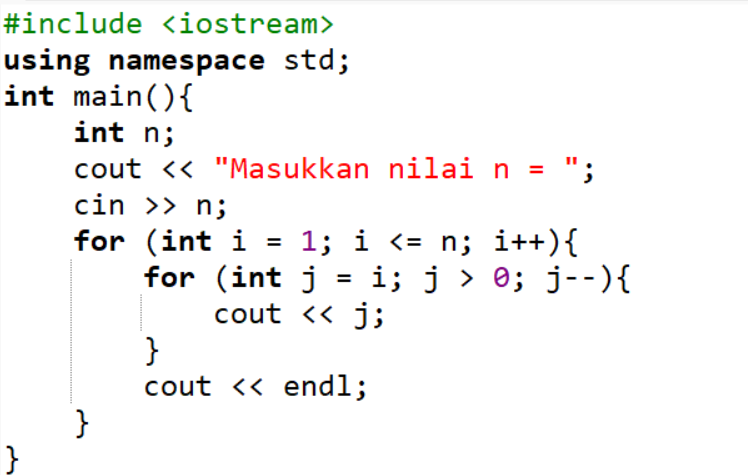 #include <iostream>
using namespace std;
int main(){
    int n;
    cout << "Masukkan nilai n = ";
    cin >> n;
    for (int i = 1; i <= n; i++){
        for (int j = i; j > 0; j--){
            cout << j;
        }
        cout << endl;
    }
}